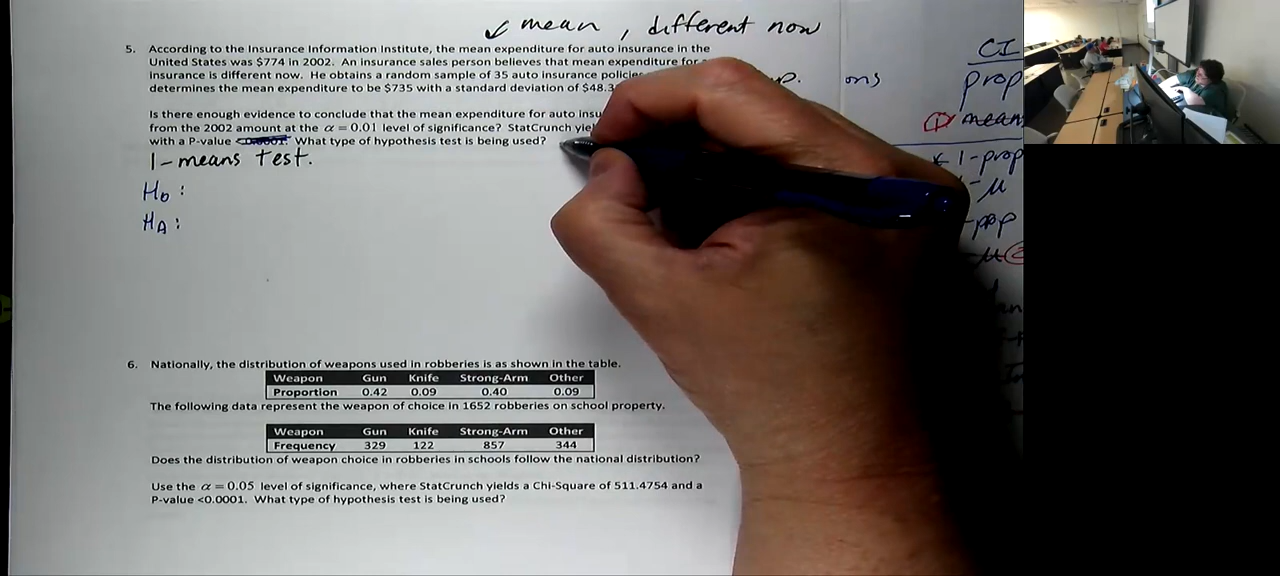 ↙ mean, different now
5. According to the Insurance Information Institute, the mean expenditure for auto insurance in the
United States was $774 in 2002. An insurance sales person believes that mean expenditure for
insurance is different now. He obtains a random sample of 35 auto insurance
determines the mean expenditure to be $735 with a standard deviation of $48.3
Is there enough evidence to conclude that the mean expenditure for auto
from the 2002 amount at the α = 0.01 level of significance? StatCrunch
with a P-value <0.0001. What type of hypothesis test is being used?
1-means test.
H₀ :
H_A :
6. Nationally, the distribution of weapons used in robberies is as shown in the table.
Weapon Gun Knife Strong-Arm Other
Proportion 0.42 0.09 0.40 0.09
The following data represent the weapon of choice in 1652 robberies on school property.
Weapon Gun Knife Strong-Arm Other
Frequency 329 122 857 344
Does the distribution of weapon choice in robberies in schools follow the national distribution?
Use the α = 0.05 level of significance, where StatCrunch yields a Chi-Square of 511.4754 and a
P-value <0.0001. What type of hypothesis test is being used?
CI
prop
① mean
* 1-prop
μ
prop
μ